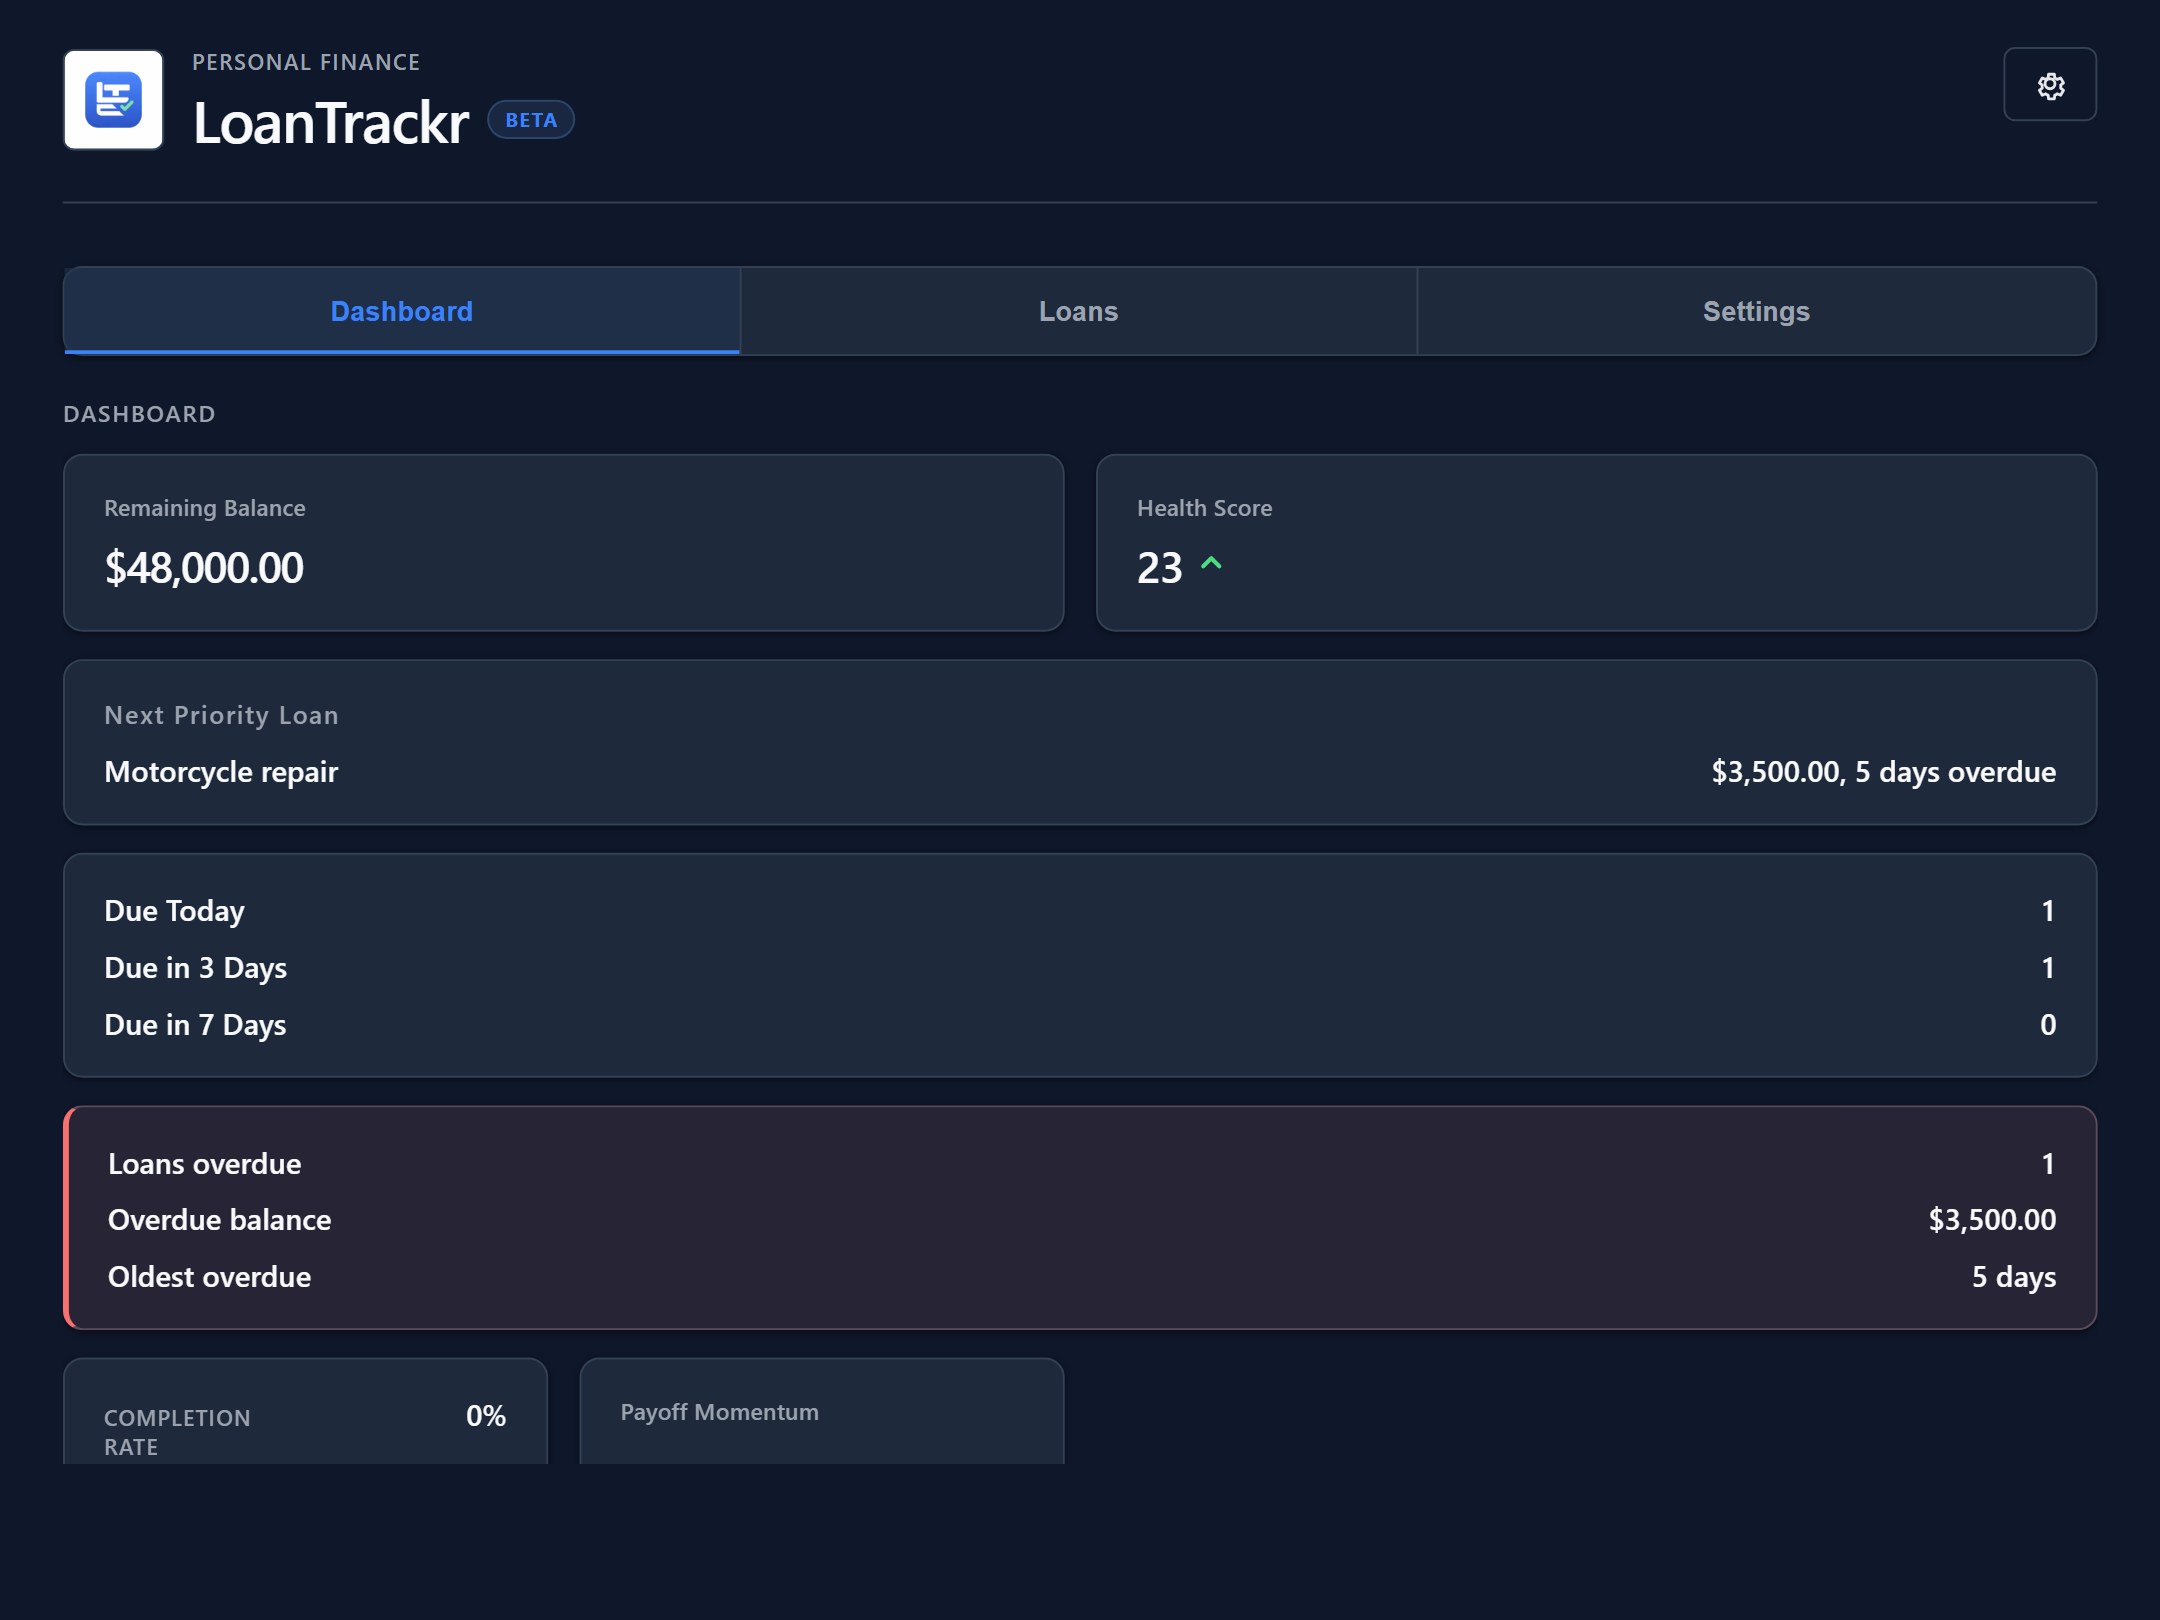 PERSONAL FINANCE
LoanTrackr BETA
Dashboard Loans Settings
DASHBOARD
Remaining Balance
$48,000.00
Health Score
23
Next Priority Loan
Motorcycle repair $3,500.00, 5 days overdue
Due Today 1
Due in 3 Days 1
Due in 7 Days 0
Loans overdue 1
Overdue balance $3,500.00
Oldest overdue 5 days
COMPLETION 0%
RATE
Payoff Momentum